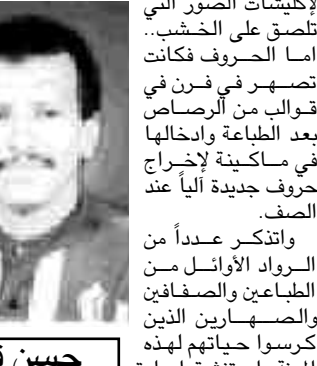 لإكليشات الصور التي
تلصق على الخشب..
اما الحروف فكانت
تصهر في فرن في
قوالب من الرصاص
بعد الطباعة وادخالها
في ماكينة لإخراج
حروف جديدة آلياً عند
الصف.
واتذكر عدداً من
الرواد الأوائل من
الطباعين والصفافين
والصهارين الذين
كرسوا حياتهم لهذه
حسن